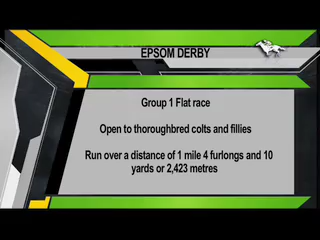 EPSOM DERBY
Group 1 Flat race
Open to thoroughbred colts and fillies
Run over a distance of 1 mile 4 furlongs and 10
yards or 2,423 metres